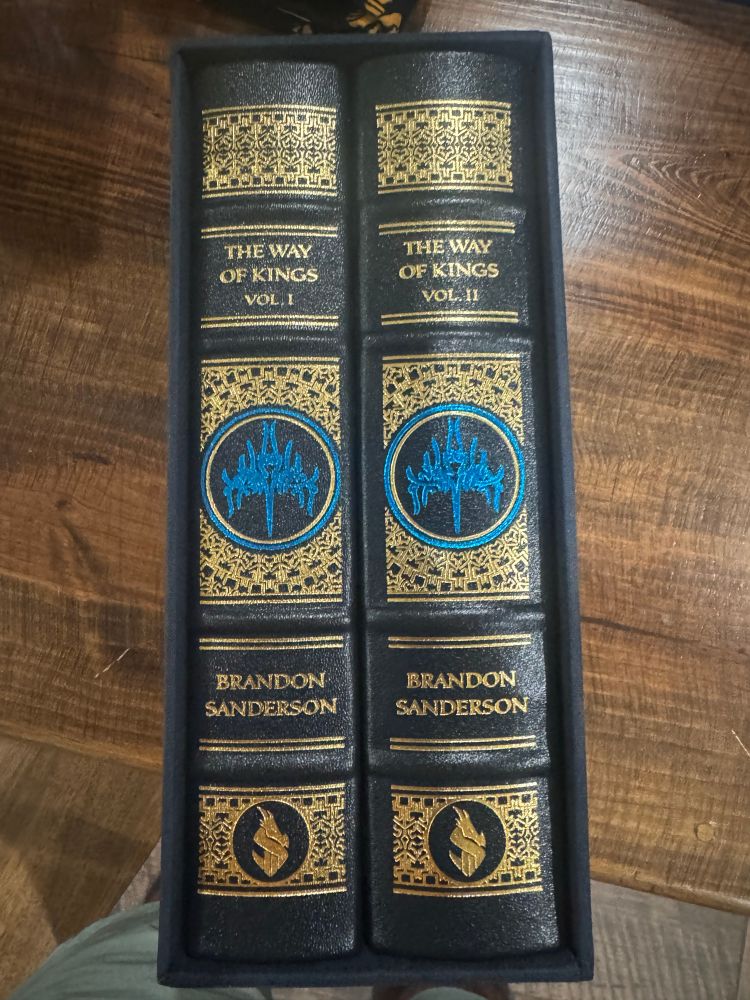 THE WAY
OF KINGS
VOL. I
BRANDON
SANDERSON
THE WAY
OF KINGS
VOL. II
BRANDON
SANDERSON